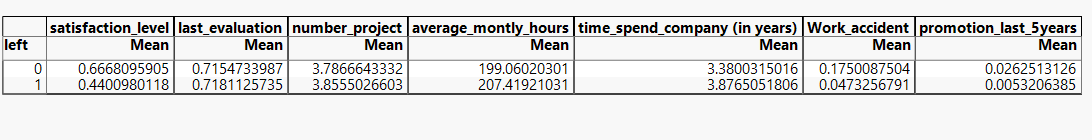 satisfaction_level last_evaluation number_project average_montly_hours time_spend_company (in years) Work_accident promotion_last_5years
left Mean Mean Mean Mean Mean Mean Mean
0 0.6668095905 0.7154733987 3.7866643332 199.06020301 3.3800315016 0.1750087504 0.0262513126
1 0.4400980118 0.7181125735 3.8555026603 207.41921031 3.8765051806 0.0473256791 0.0053206385